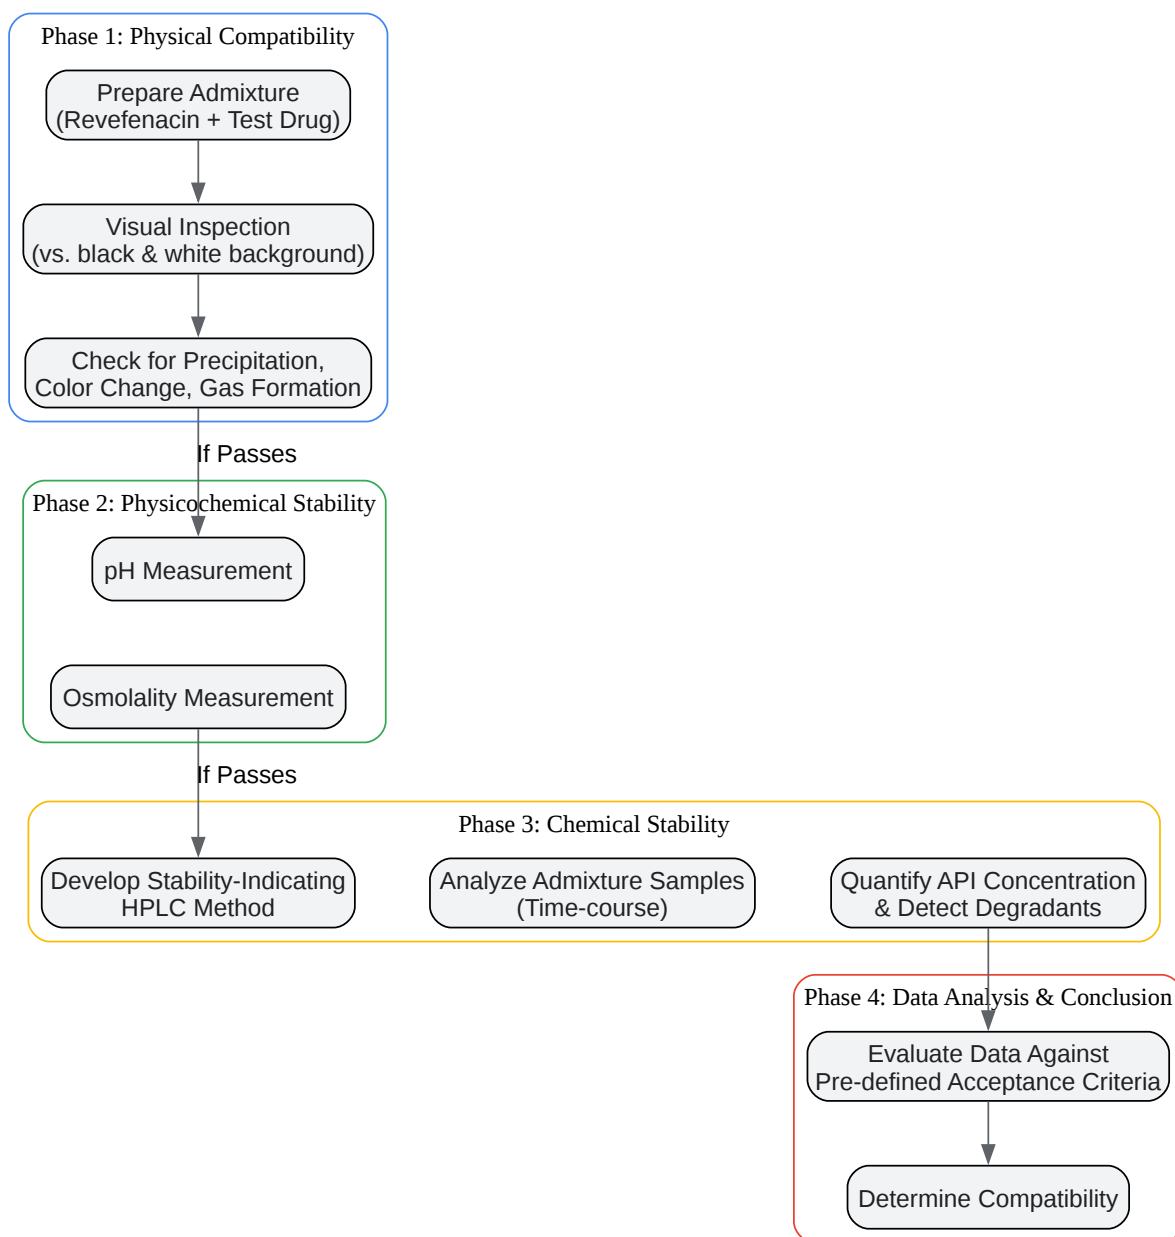 Phase 1: Physical Compatibility
Prepare Admixture
(Revefenacin + Test Drug)
Visual Inspection
(vs. black & white background)
Check for Precipitation,
Color Change, Gas Formation
If Passes
Phase 2: Physicochemical Stability
pH Measurement
Osmolality Measurement
If Passes
Phase 3: Chemical Stability
Develop Stability-Indicating
HPLC Method
Analyze Admixture Samples
(Time-course)
Quantify API Concentration
& Detect Degradants
Phase 4: Data Analysis & Conclusion
Evaluate Data Against
Pre-defined Acceptance Criteria
Determine Compatibility